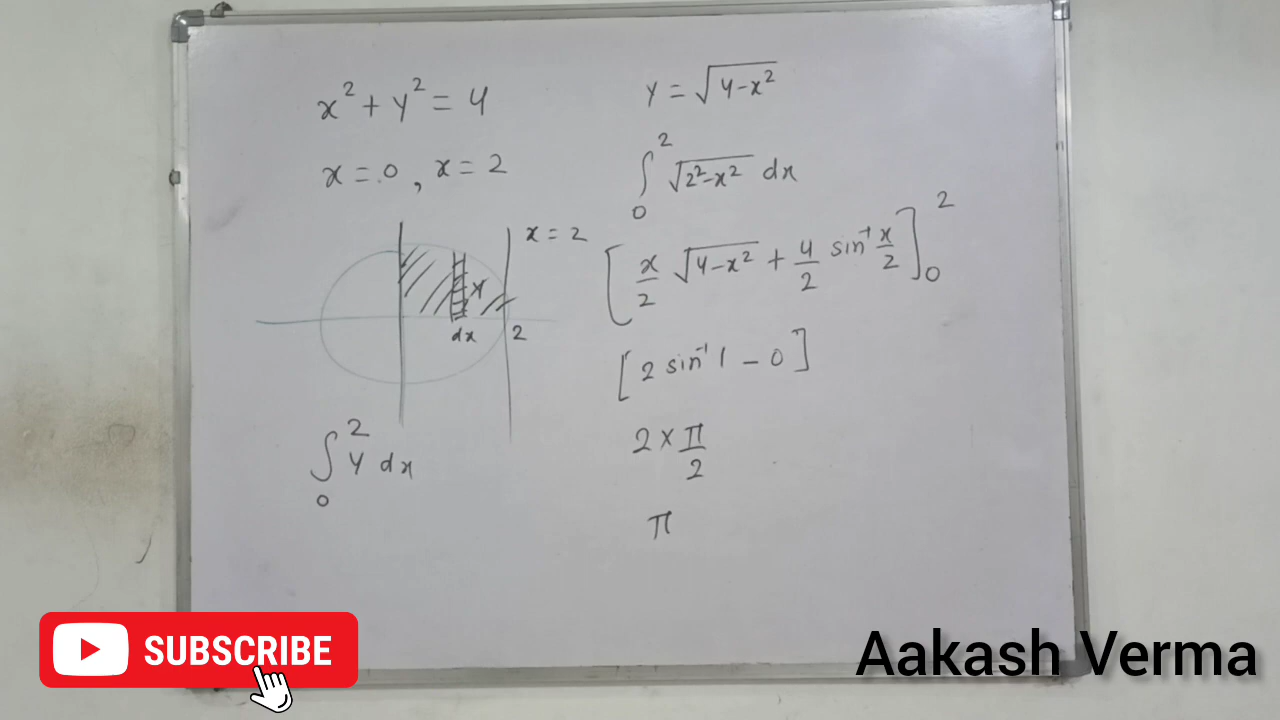 x² + y² = 4
x = 0 , x = 2
x = 2
y
dx
2
∫₀² y dx
y = √(4-x²)
∫₀² √(2²-x²) dx
[x/2 √(4-x²) + 4/2 sin⁻¹ x/2]₀²
[2 sin⁻¹ 1 - 0]
2 × π/2
π
SUBSCRIBE
Aakash Verma